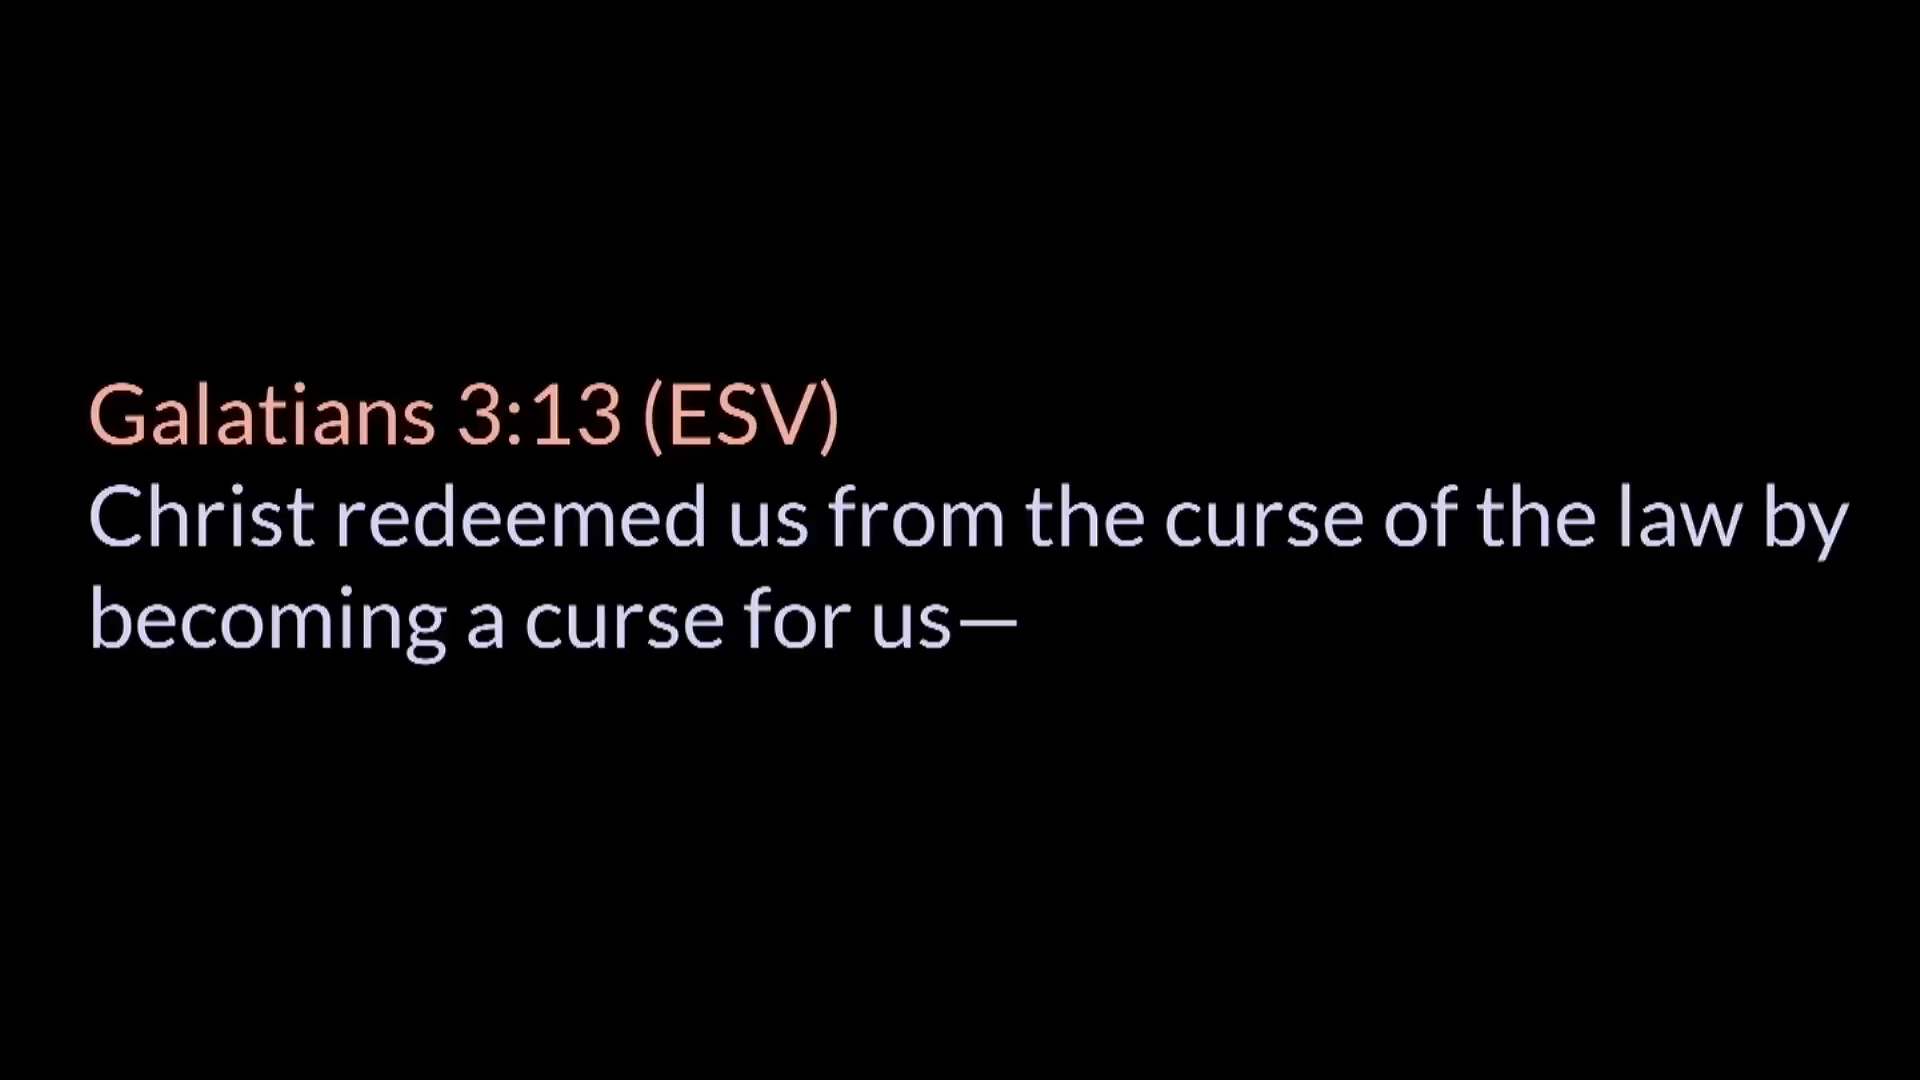 Galatians 3:13 (ESV)
Christ redeemed us from the curse of the law by
becoming a curse for us—